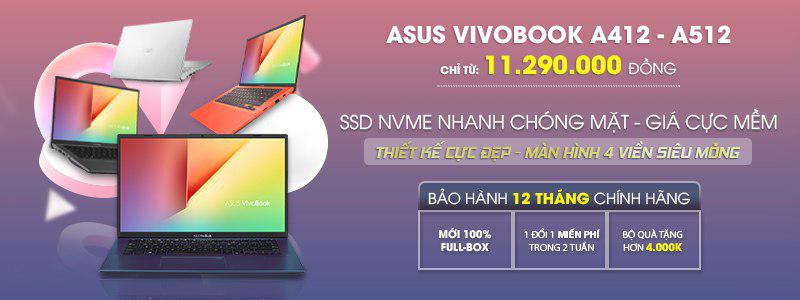 ASUS VIVOBOOK A412 - A512
CHỈ TỪ: 11.290.000 ĐỒNG
SSD NVME NHANH CHÓNG MẶT - GIÁ CỰC MỀM
THIẾT KẾ CỰC ĐẸP - MÀN HÌNH 4 VIỀN SIÊU MỎNG
BẢO HÀNH 12 THÁNG CHÍNH HÃNG
MỚI 100%
FULL-BOX
1 ĐỔI 1 MIỄN PHÍ
TRONG 2 TUẦN
BỘ QUÀ TẶNG
HƠN 4.000K
ASUS VivoBook